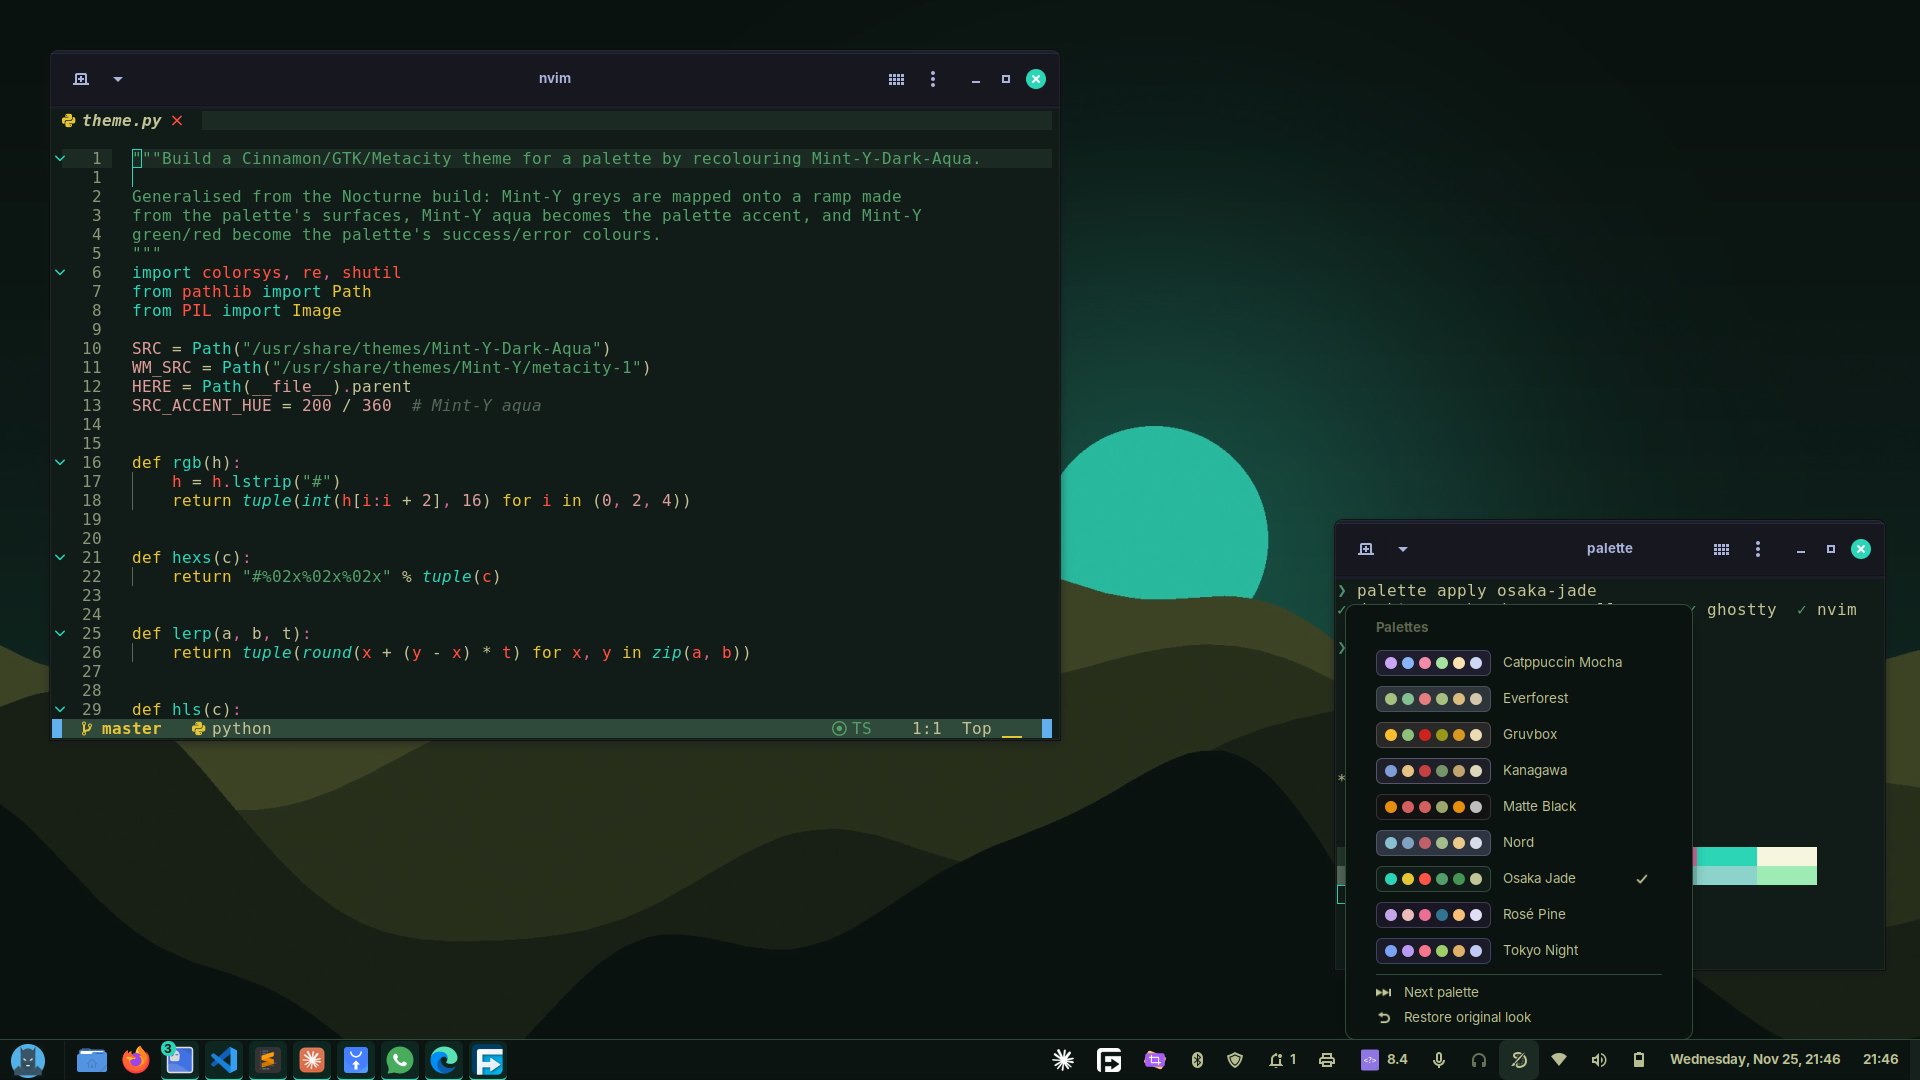 nvim
theme.py
1 """Build a Cinnamon/GTK/Metacity theme for a palette by recolouring Mint-Y-Dark-Aqua.
1
2 Generalised from the Nocturne build: Mint-Y greys are mapped onto a ramp made
3 from the palette's surfaces, Mint-Y aqua becomes the palette accent, and Mint-Y
4 green/red become the palette's success/error colours.
5 """
6 import colorsys, re, shutil
7 from pathlib import Path
8 from PIL import Image
9
10 SRC = Path("/usr/share/themes/Mint-Y-Dark-Aqua")
11 WM_SRC = Path("/usr/share/themes/Mint-Y/metacity-1")
12 HERE = Path(__file__).parent
13 SRC_ACCENT_HUE = 200 / 360  # Mint-Y aqua
14
15
16 def rgb(h):
17     h = h.lstrip("#")
18     return tuple(int(h[i:i + 2], 16) for i in (0, 2, 4))
19
20
21 def hexs(c):
22     return "#%02x%02x%02x" % tuple(c)
23
24
25 def lerp(a, b, t):
26     return tuple(round(x + (y - x) * t) for x, y in zip(a, b))
27
28
29 def hls(c):
master python TS 1:1 Top
palette
❯ palette apply osaka-jade
✓ ghostty ✓ nvim
❯
Palettes
Catppuccin Mocha
Everforest
Gruvbox
Kanagawa
Matte Black
Nord
Osaka Jade ✓
Rosé Pine
Tokyo Night
Next palette
Restore original look
3
1
8.4
Wednesday, Nov 25, 21:46
21:46